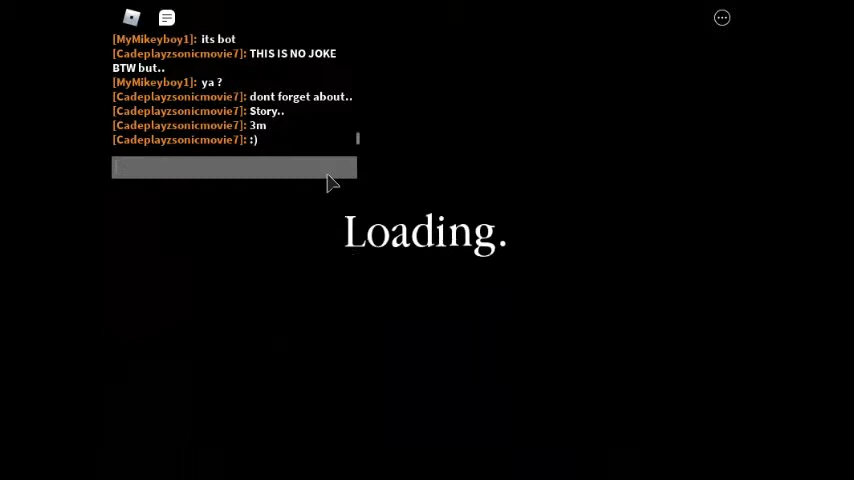 [MyMikeyboy1]: its bot
[Cadeplayzsonicmovie7]: THIS IS NO JOKE
BTW but..
[MyMikeyboy1]: ya ?
[Cadeplayzsonicmovie7]: dont forget about..
[Cadeplayzsonicmovie7]: Story..
[Cadeplayzsonicmovie7]: 3m
[Cadeplayzsonicmovie7]: :)
Loading.